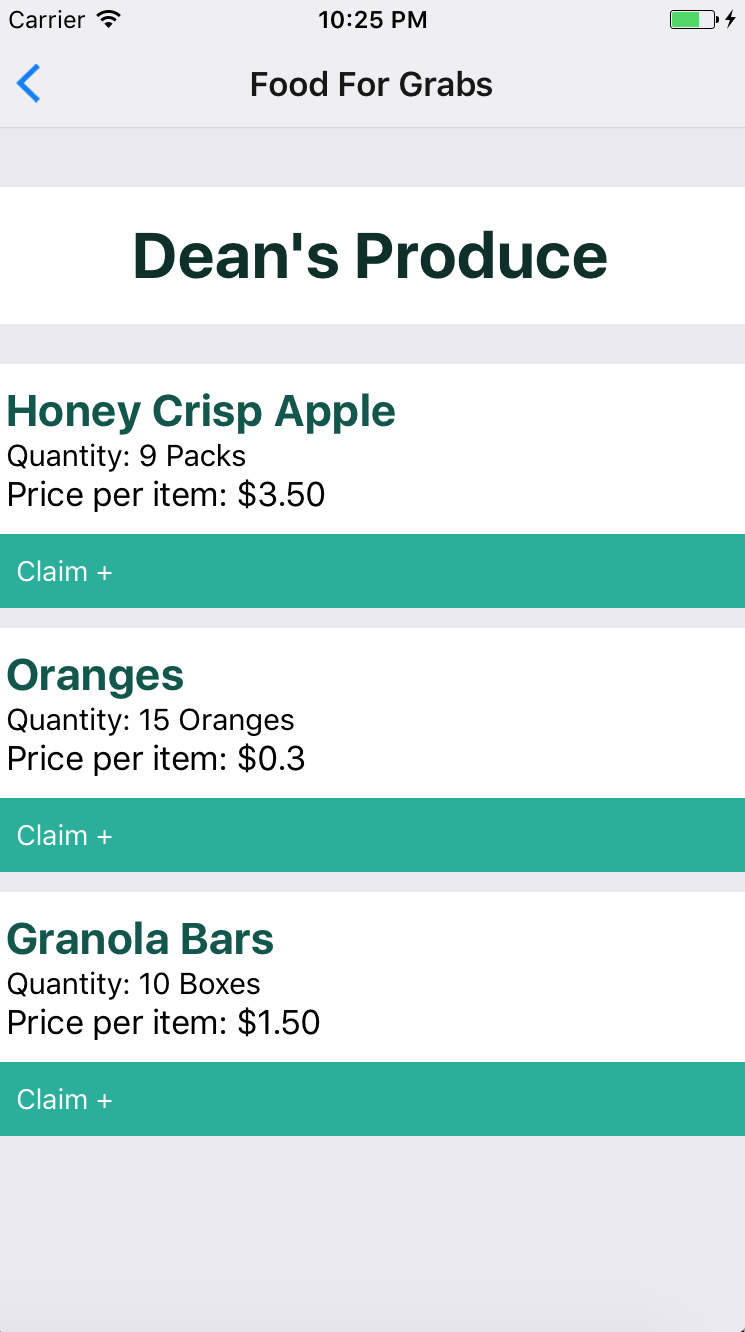 Carrier 10:25 PM
Food For Grabs
Dean's Produce
Honey Crisp Apple
Quantity: 9 Packs
Price per item: $3.50
Claim +
Oranges
Quantity: 15 Oranges
Price per item: $0.3
Claim +
Granola Bars
Quantity: 10 Boxes
Price per item: $1.50
Claim +